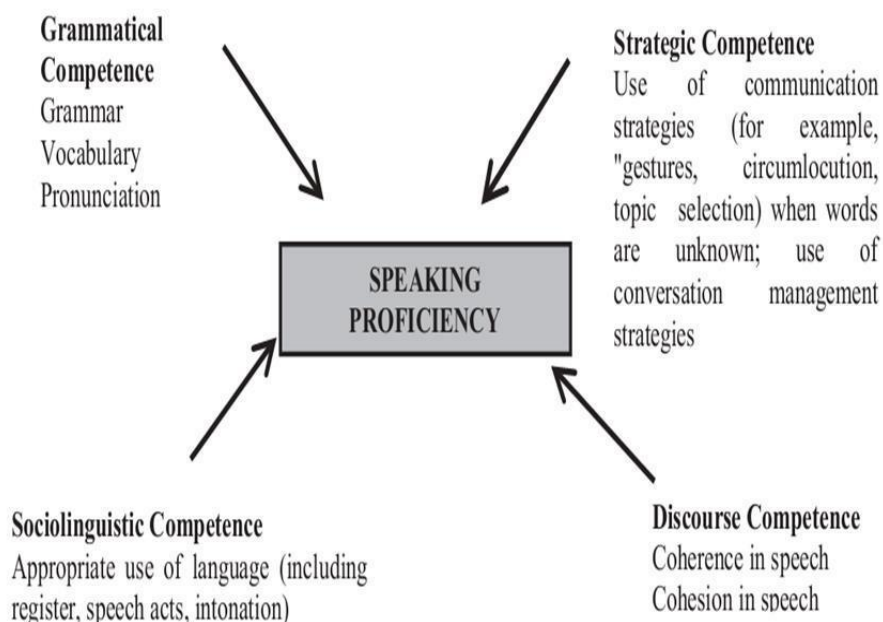 Grammatical
Competence
Grammar
Vocabulary
Pronunciation
Strategic Competence
Use of communication
strategies (for example,
"gestures, circumlocution,
topic selection) when words
are unknown; use of
conversation management
strategies
SPEAKING
PROFICIENCY
Sociolinguistic Competence
Appropriate use of language (including
register, speech acts, intonation)
Discourse Competence
Coherence in speech
Cohesion in speech